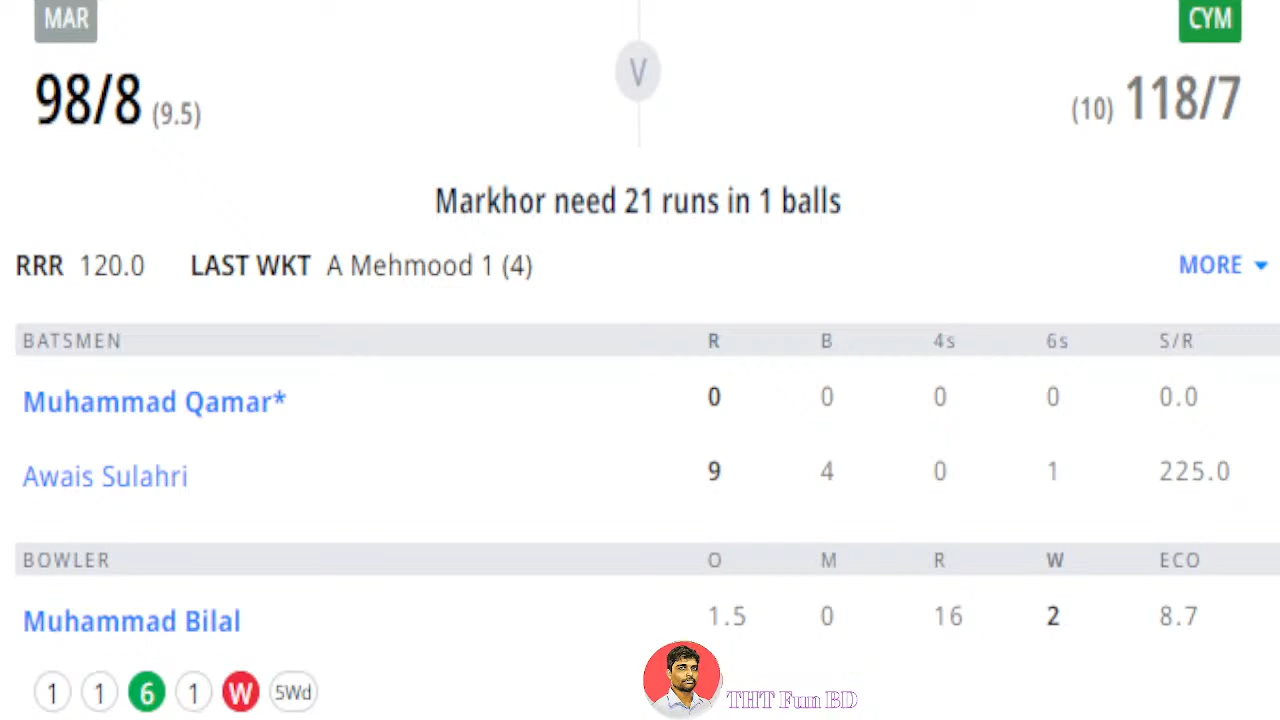 MAR
CYM
98/8 (9.5)
V
(10) 118/7
Markhor need 21 runs in 1 balls
RRR 120.0 LAST WKT A Mehmood 1 (4)
MORE
BATSMEN R B 4s 6s S/R
Muhammad Qamar* 0 0 0 0 0.0
Awais Sulahri 9 4 0 1 225.0
BOWLER O M R W ECO
Muhammad Bilal 1.5 0 16 2 8.7
1 1 6 1 W 5Wd
THT Fun BD